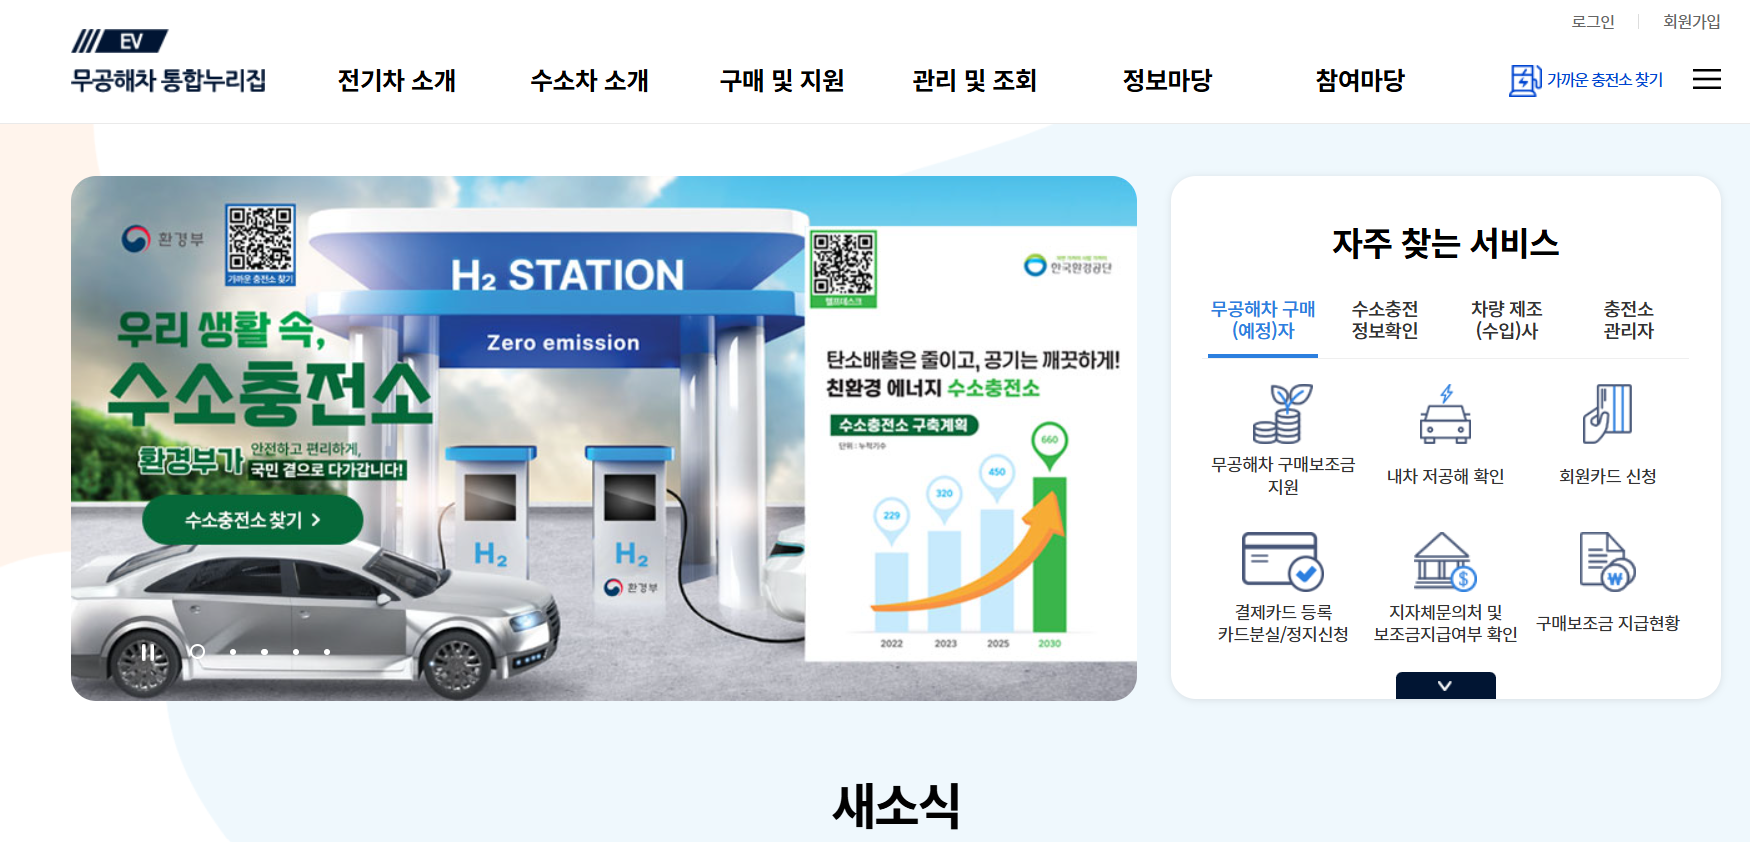 로그인
회원가입
EV
무공해차 통합누리집
전기차 소개
수소차 소개
구매 및 지원
관리 및 조회
정보마당
참여마당
가까운 충전소 찾기
환경부
가까운 충전소 찾기
H₂ STATION
Zero emission
우리 생활 속,
수소충전소
환경부가
안전하고 편리하게,
국민 곁으로 다가갑니다!
수소충전소 찾기
H₂
H₂
환경부
헬프데스크
한국환경공단
탄소배출은 줄이고, 공기는 깨끗하게!
친환경 에너지 수소충전소
수소충전소 구축계획
단위 : 누적기수
229
320
450
660
2022
2023
2025
2030
자주 찾는 서비스
무공해차 구매
(예정)자
수소충전
정보확인
차량 제조
(수입)사
충전소
관리자
무공해차 구매보조금
지원
내차 저공해 확인
회원카드 신청
결제카드 등록
카드분실/정지신청
지자체문의처 및
보조금지급여부 확인
구매보조금 지급현황
새소식